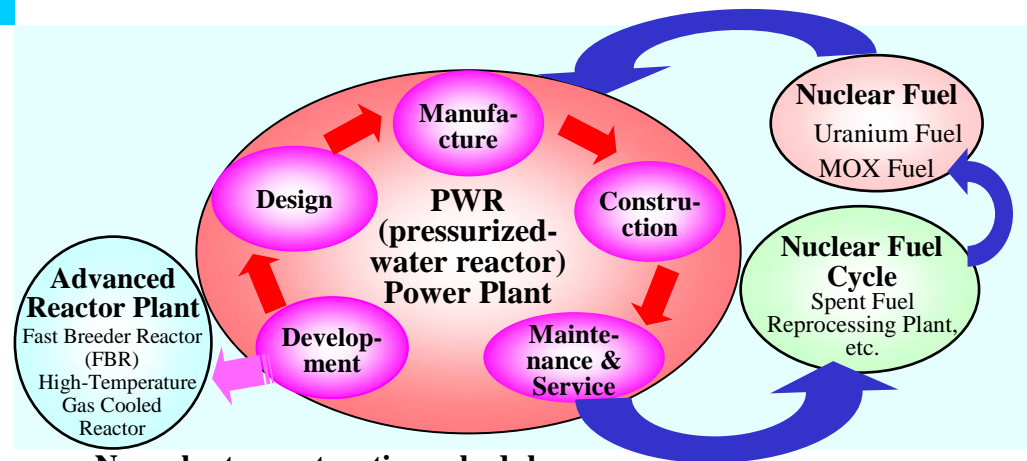 Manufa-
cture
Design
Constru-
ction
PWR
(pressurized-
water reactor)
Power Plant
Develop-
ment
Mainte-
nance &
Service
Nuclear Fuel
Uranium Fuel
MOX Fuel
Nuclear Fuel
Cycle
Spent Fuel
Reprocessing Plant,
etc.
Advanced
Reactor Plant
Fast Breeder Reactor
(FBR)
High-Temperature
Gas Cooled
Reactor